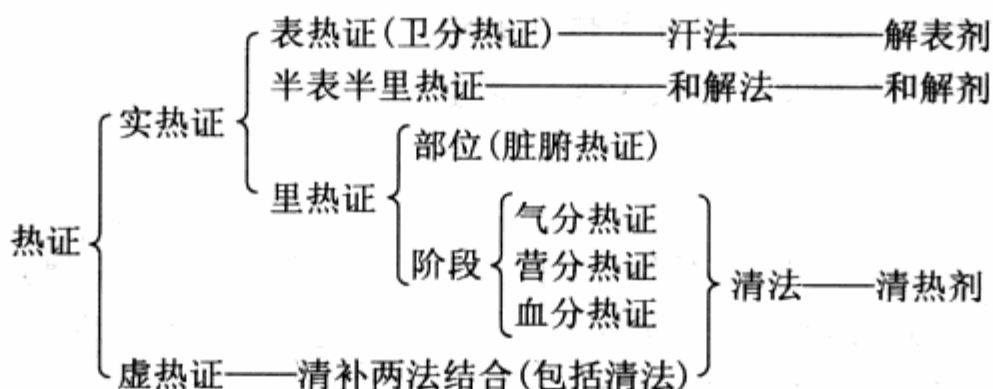 表热证(卫分热证)——汗法——解表剂
半表半里热证——和解法——和解剂
实热证
部位(脏腑热证)
里热证
气分热证
热证
阶段
营分热证
清法——清热剂
血分热证
虚热证——清补两法结合(包括清法)